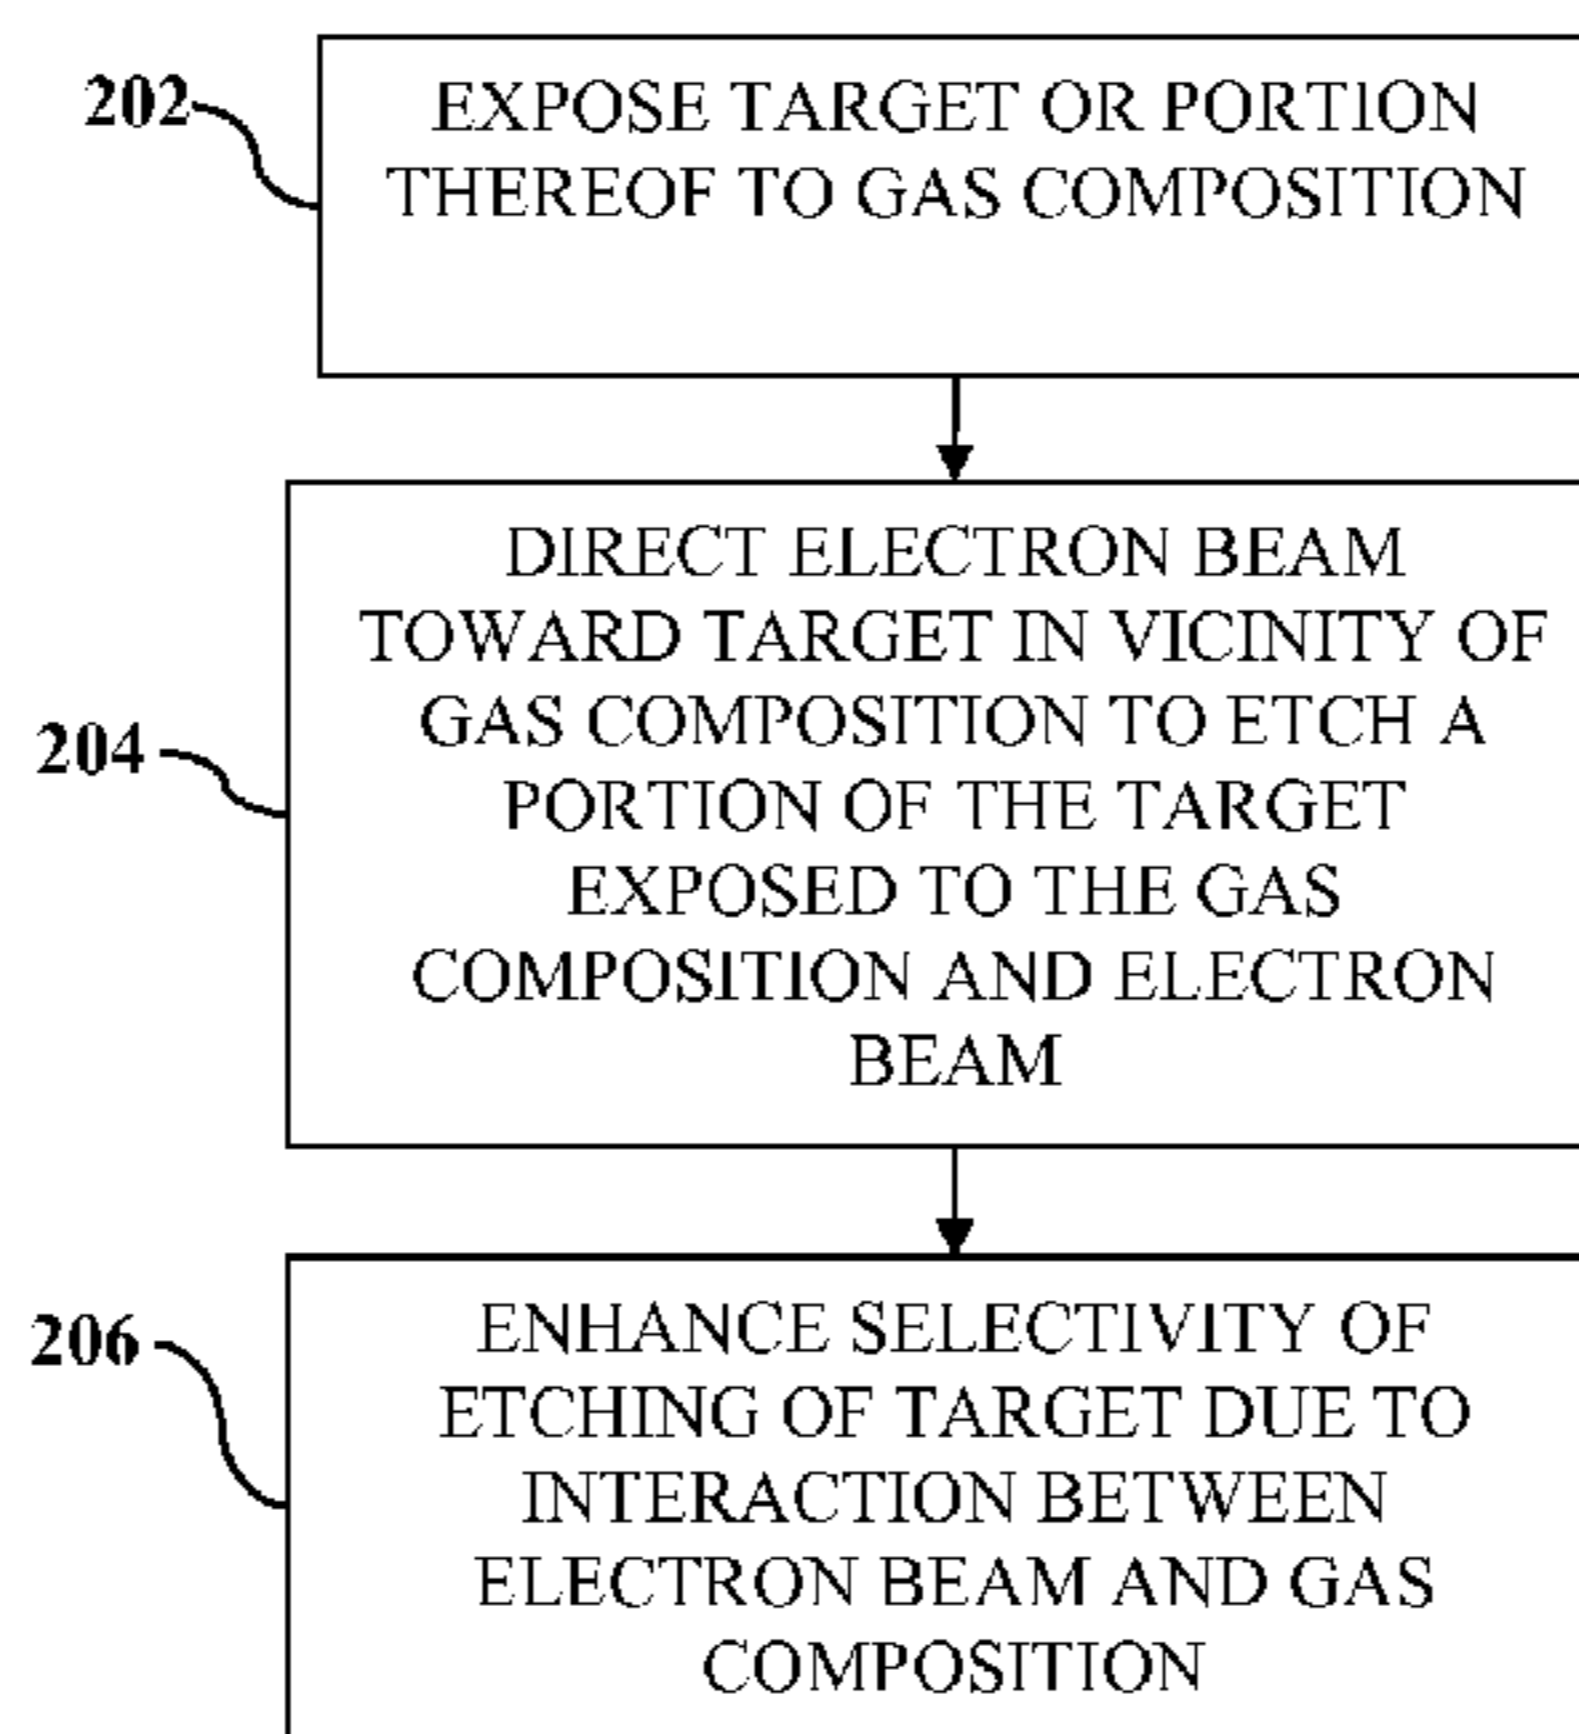 202
EXPOSE TARGET OR PORTION
THEREOF TO GAS COMPOSITION
204
DIRECT ELECTRON BEAM
TOWARD TARGET IN VICINITY OF
GAS COMPOSITION TO ETCH A
PORTION OF THE TARGET
EXPOSED TO THE GAS
COMPOSITION AND ELECTRON
BEAM
206
ENHANCE SELECTIVITY OF
ETCHING OF TARGET DUE TO
INTERACTION BETWEEN
ELECTRON BEAM AND GAS
COMPOSITION